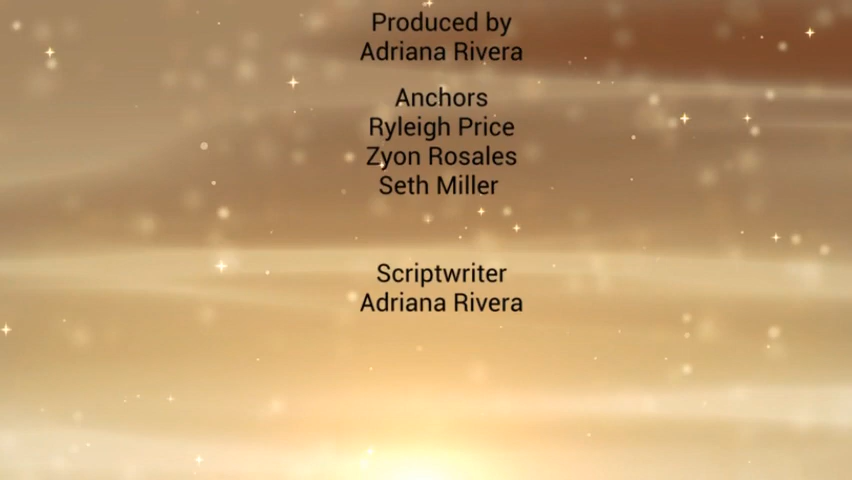 Produced by
Adriana Rivera
Anchors
Ryleigh Price
Zyon Rosales
Seth Miller
Scriptwriter
Adriana Rivera